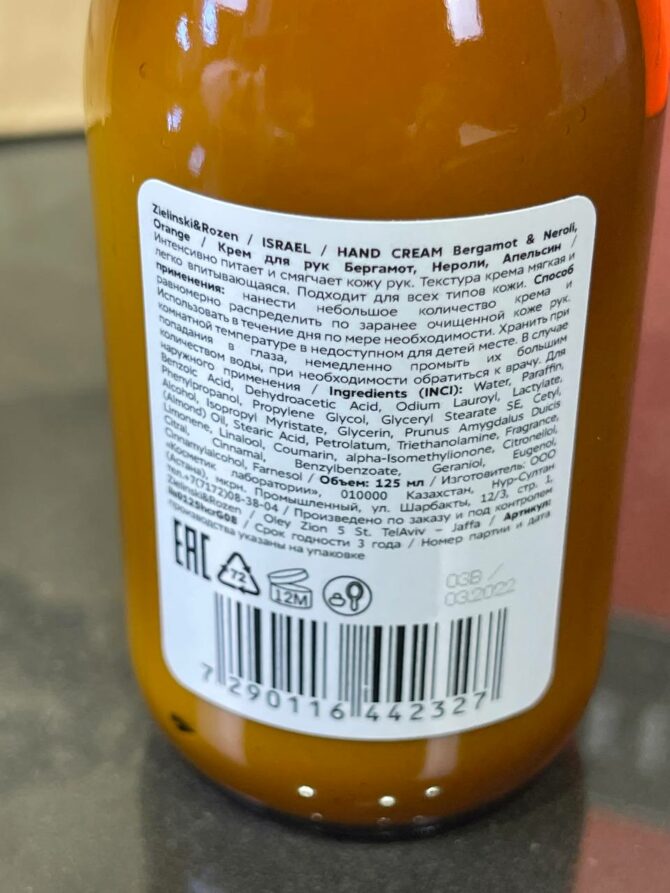 Zielinski&Rozen / ISRAEL / HAND CREAM Bergamot & Neroli,
Orange / Крем для рук Бергамот, Нероли, Апельсин /
Интенсивно питает и смягчает кожу рук. Текстура крема мягкая и
легко впитывающаяся. Подходит для всех типов кожи. Способ
применения: нанести небольшое количество крема и
равномерно распределить по заранее очищенной коже рук.
Использовать в течение дня по мере необходимости. Хранить при
комнатной температуре в недоступном для детей месте. В случае
попадания в глаза, немедленно промыть их большим
количеством воды, при необходимости обратиться к врачу. Для
наружного применения / Ingredients (INCI): Water, Paraffin,
Benzoic Acid, Dehydroacetic Acid, Odium Lauroyl, Lactylate,
Phenylpropanol, Propylene Glycol, Glyceryl Stearate SE, Cetyl,
Alcohol, Isopropyl Myristate, Glycerin, Prunus Amygdalus Dulcis
(Almond) Oil, Stearic Acid, Petrolatum, Triethanolamine, Fragrance,
Limonene, Linalool, Coumarin, alpha-Isomethylionone, Citronellol,
Citral, Cinnamal, Benzylbenzoate, Geraniol, Eugenol,
Cinnamylalcohol, Farnesol / Объем: 125 мл / Изготовитель: ООО
«Косметик лаборатории», 010000 Казахстан, Нур-Султан
(Астана), мкрн. Промышленный, ул. Шарбакты, 12/3, стр. 1,
тел.+7(7172)08-38-04 / Произведено по заказу и под контролем
Zielinski&Rozen / Oley Zion 5 St. TelAviv – Jaffa / Артикул:
производства указаны на упаковке / Срок годности 3 года / Номер партии и дата
EAC 72 12M
03B /
03.2022
7 290116 442327